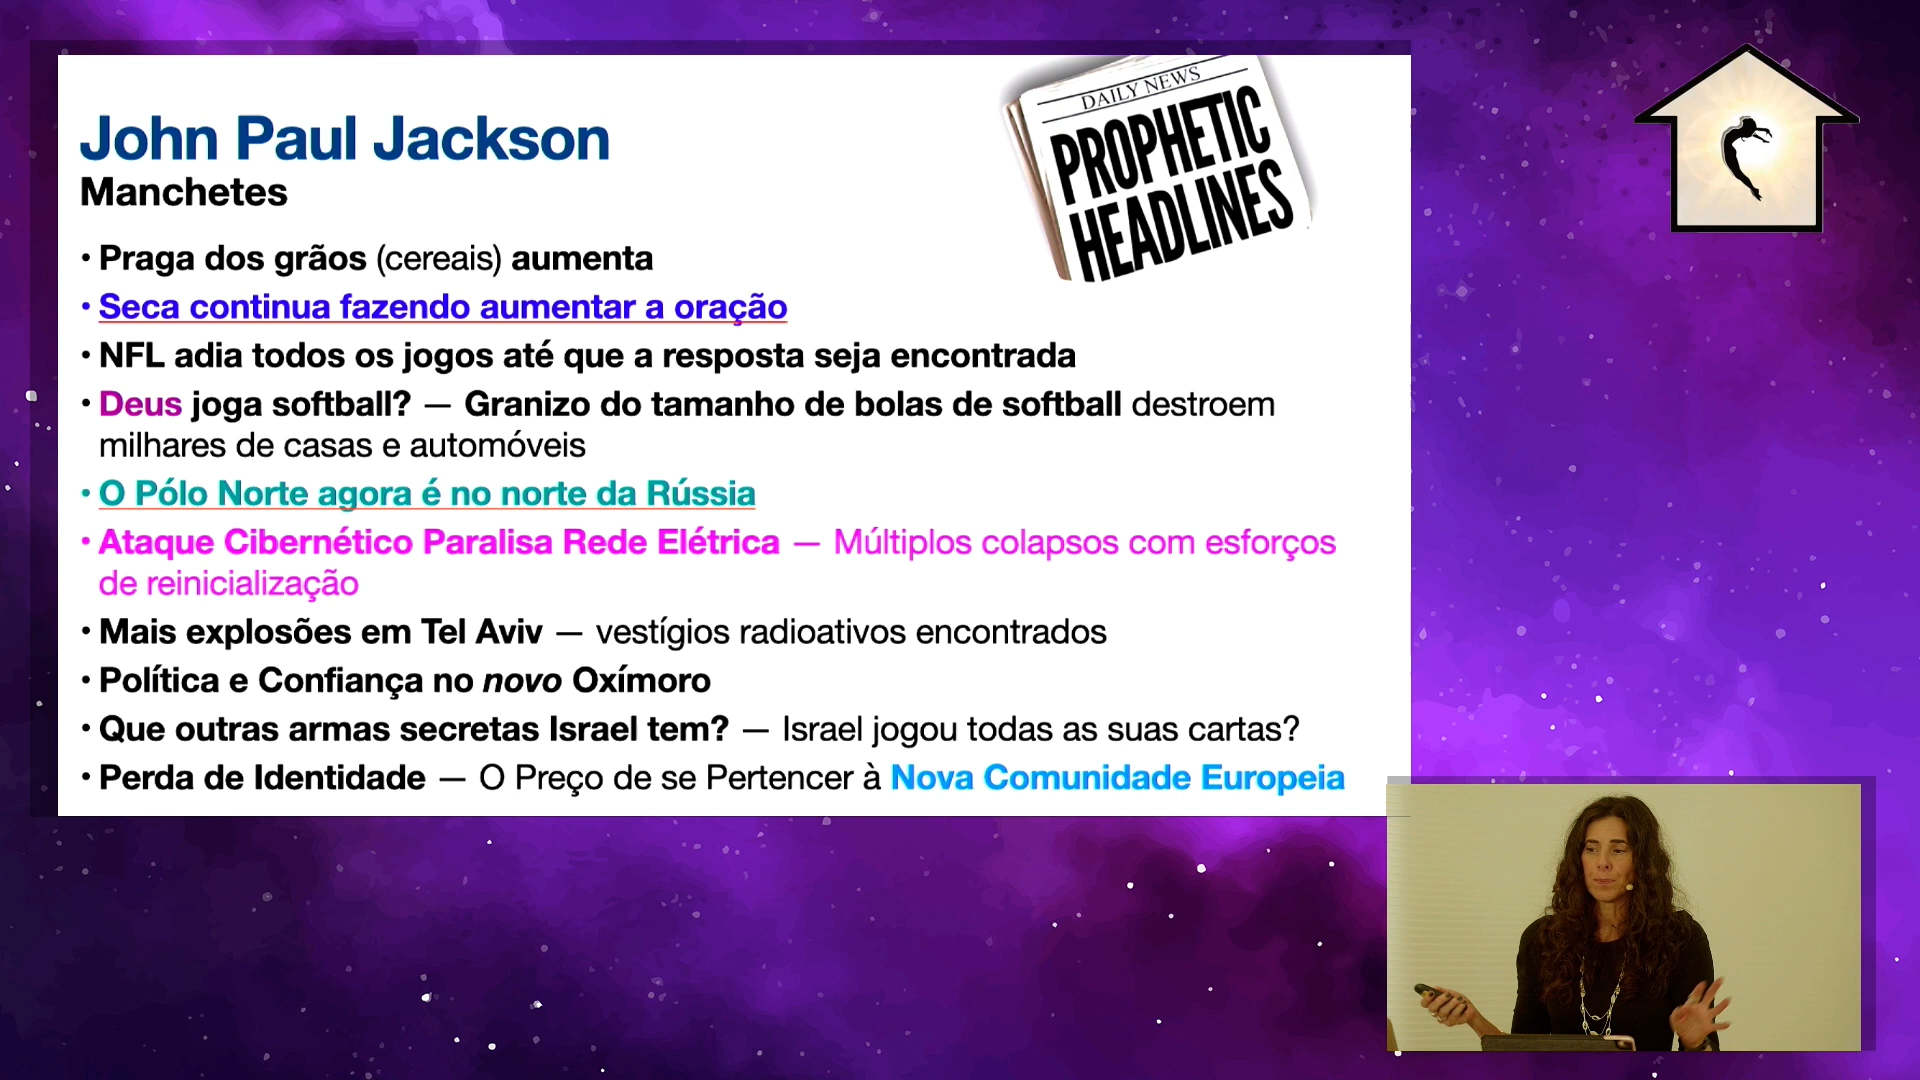 DAILY NEWS
PROPHETIC
HEADLINES
John Paul Jackson
Manchetes
• Praga dos grãos (cereais) aumenta
• Seca continua fazendo aumentar a oração
• NFL adia todos os jogos até que a resposta seja encontrada
• Deus joga softball? — Granizo do tamanho de bolas de softball destroem
milhares de casas e automóveis
• O Pólo Norte agora é no norte da Rússia
• Ataque Cibernético Paralisa Rede Elétrica — Múltiplos colapsos com esforços
de reinicialização
• Mais explosões em Tel Aviv — vestígios radioativos encontrados
• Política e Confiança no novo Oxímoro
• Que outras armas secretas Israel tem? — Israel jogou todas as suas cartas?
• Perda de Identidade — O Preço de se Pertencer à Nova Comunidade Europeia